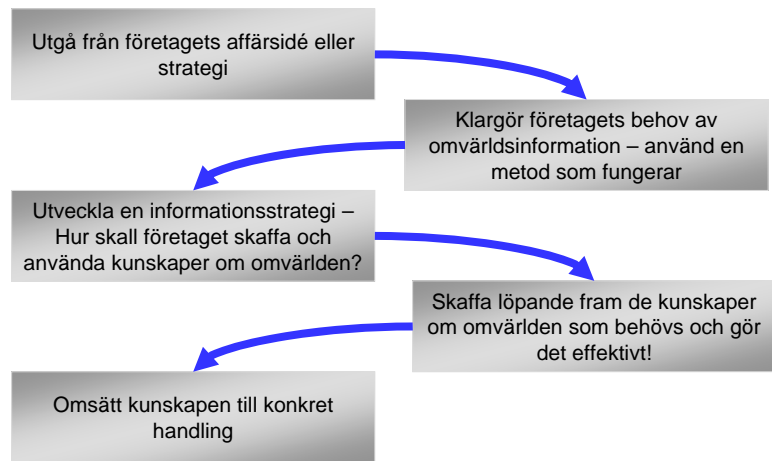 Utgå från företagets affärsidé eller
strategi
Klargör företagets behov av
omvärldsinformation – använd en
metod som fungerar
Utveckla en informationsstrategi –
Hur skall företaget skaffa och
använda kunskaper om omvärlden?
Skaffa löpande fram de kunskaper
om omvärlden som behövs och gör
det effektivt!
Omsätt kunskapen till konkret
handling